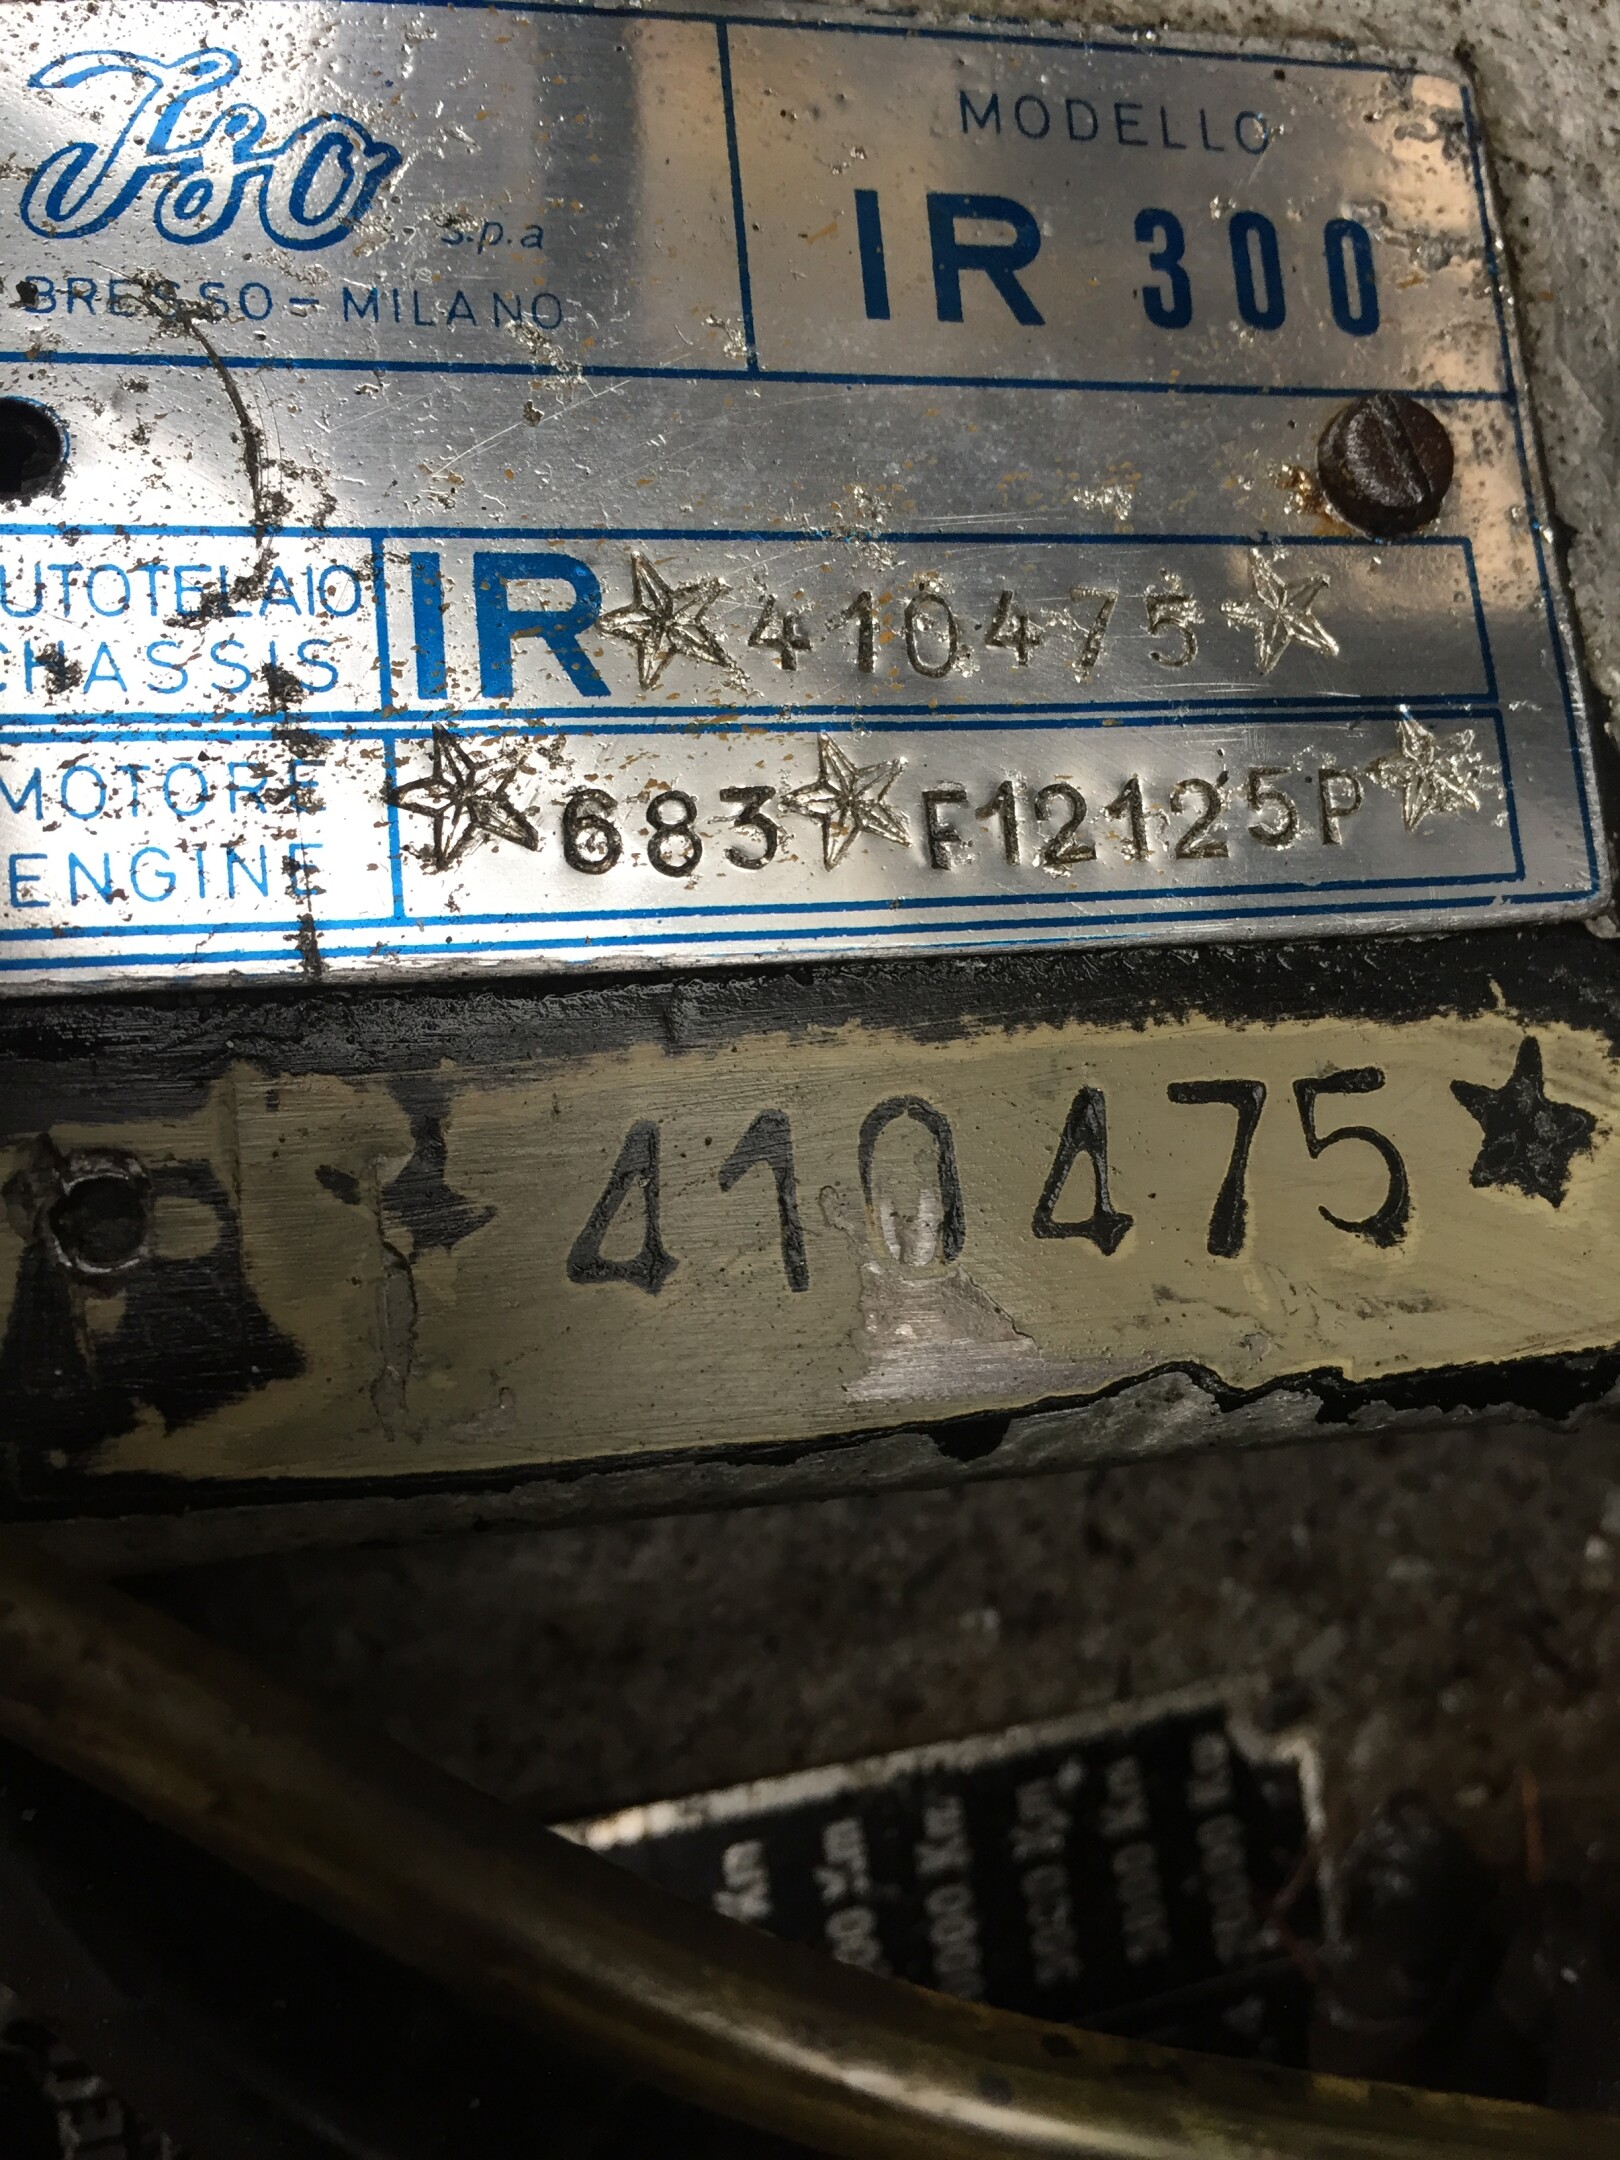 Iso
s.p.a
BRESSO - MILANO
MODELLO
IR 300
UTOTELAIO
CHASSIS
IR ★ 410475 ★
MOTORE
ENGINE
★ 683 ★ F12125P ★
★ 410475 ★